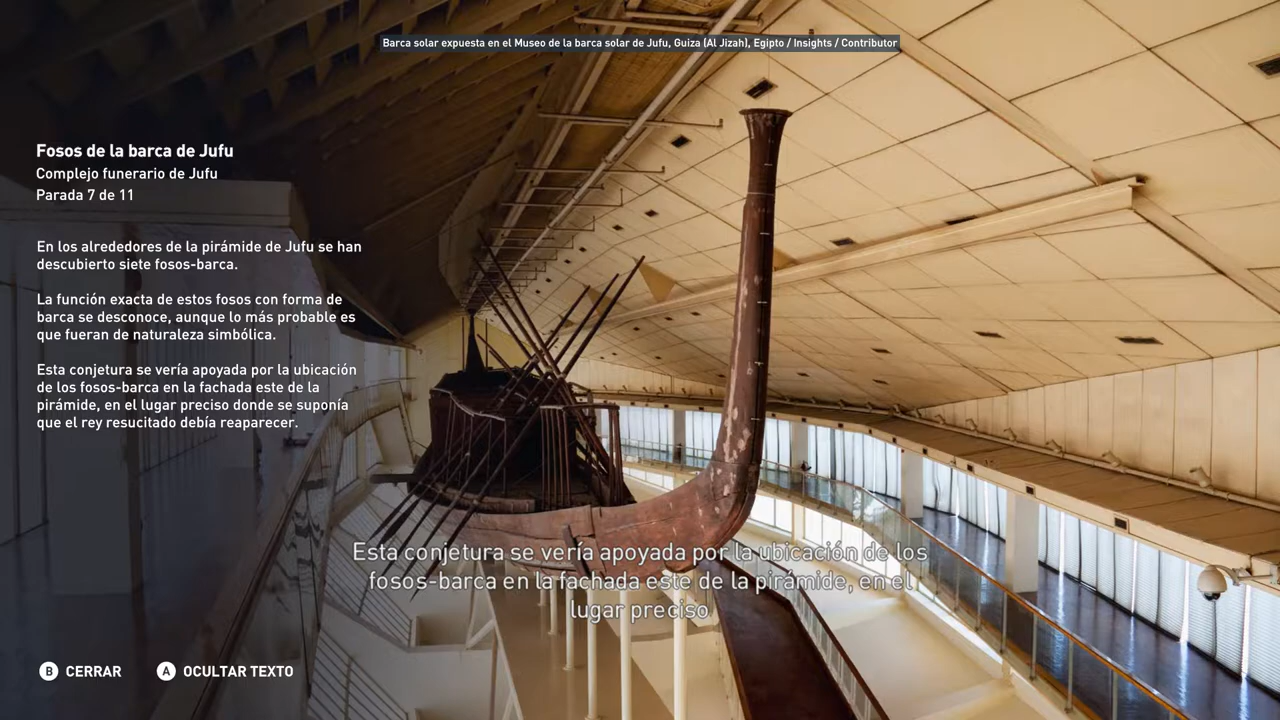 Barca solar expuesta en el Museo de la barca solar de Jufu, Guiza (Al Jizah), Egipto / Insights / Contributor
Fosos de la barca de Jufu
Complejo funerario de Jufu
Parada 7 de 11
En los alrededores de la pirámide de Jufu se han
descubierto siete fosos-barca.
La función exacta de estos fosos con forma de
barca se desconoce, aunque lo más probable es
que fueran de naturaleza simbólica.
Esta conjetura se vería apoyada por la ubicación
de los fosos-barca en la fachada este de la
pirámide, en el lugar preciso donde se suponía
que el rey resucitado debía reaparecer.
Esta conjetura se vería apoyada por la ubicación de los
fosos-barca en la fachada este de la pirámide, en el
lugar preciso
B CERRAR
A OCULTAR TEXTO